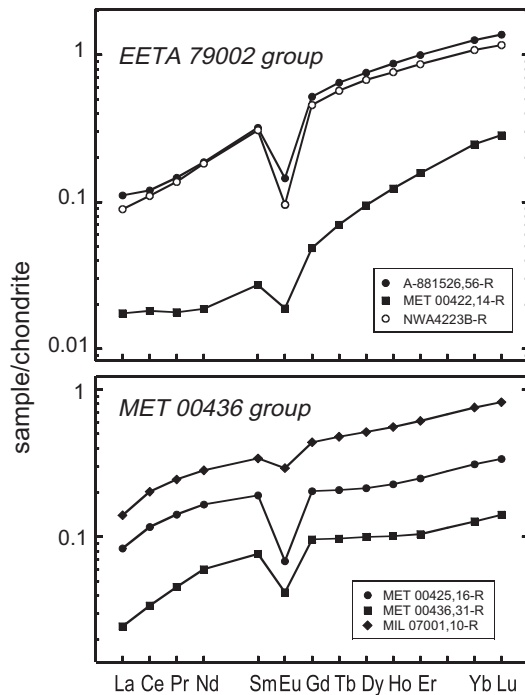 1
EETA 79002 group
0.1
A-881526,56-R
MET 00422,14-R
NWA4223B-R
0.01
sample/chondrite
1
MET 00436 group
0.1
MET 00425,16-R
MET 00436,31-R
MIL 07001,10-R
La Ce Pr Nd Sm Eu Gd Tb Dy Ho Er Yb Lu